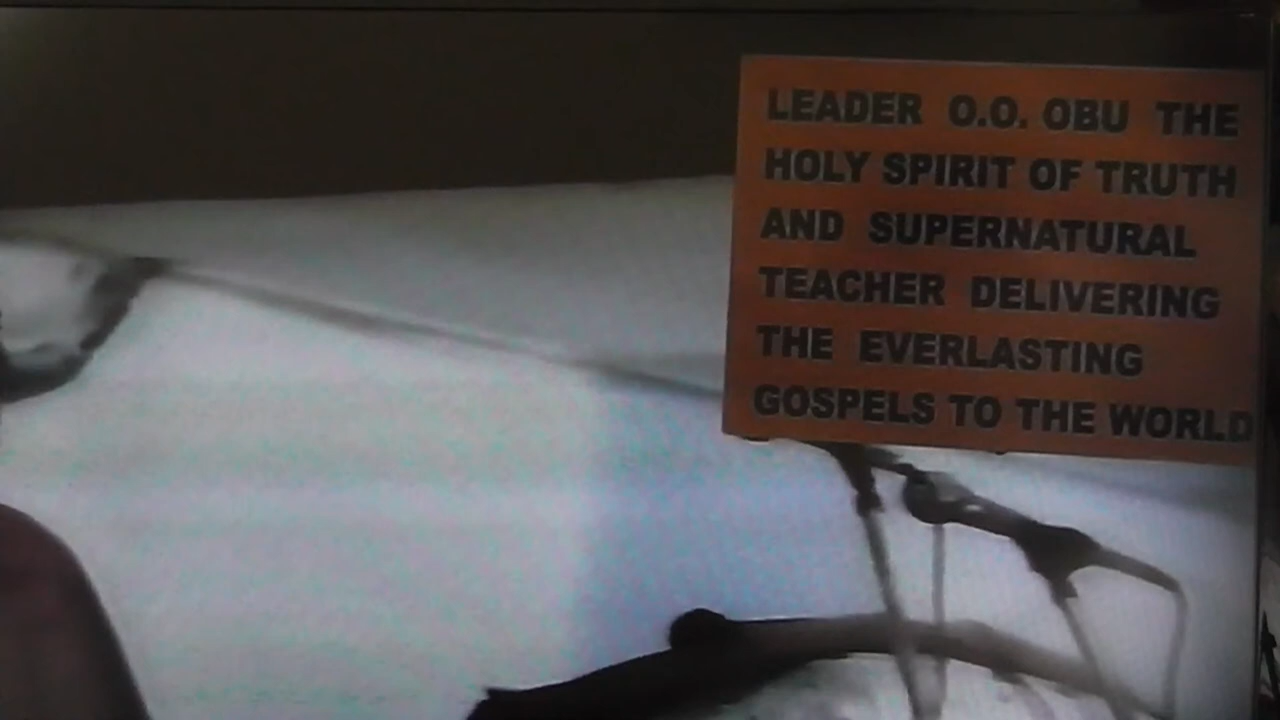 LEADER O.O. OBU THE
HOLY SPIRIT OF TRUTH
AND SUPERNATURAL
TEACHER DELIVERING
THE EVERLASTING
GOSPELS TO THE WORLD